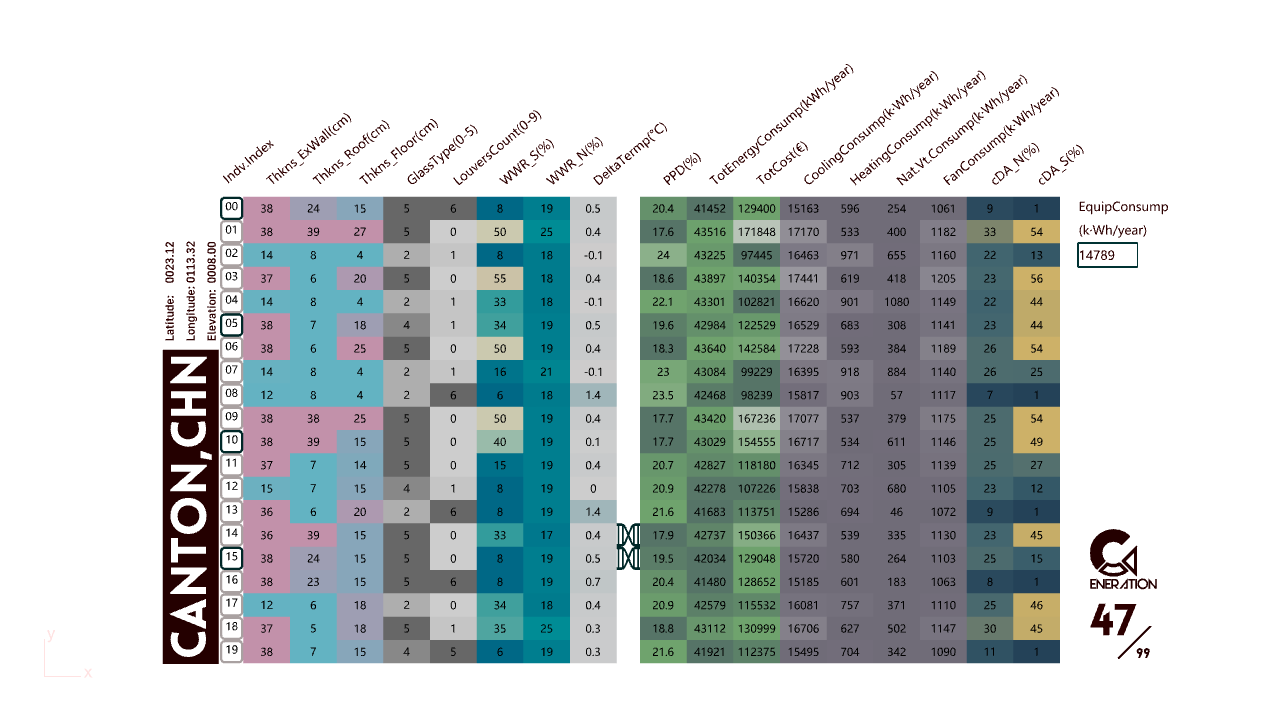 Indv.Index Thkns_ExWall(cm) Thkns_Roof(cm) Thkns_Floor(cm) GlassType(0-5) LouversCount(0-9) WWR_S(%) WWR_N(%) DeltaTermp(°C) PPD(%) TotEnergyConsump(kWh/year) TotCost(€) CoolingConsump(k·Wh/year) HeatingConsump(k·Wh/year) Nat.Vt.Consump(k·Wh/year) FanConsump(k·Wh/year) cDA_N(%) cDA_S(%)
00 38 24 15 5 6 8 19 0.5 20.4 41452 129400 15163 596 254 1061 9 1
01 38 39 27 5 0 50 25 0.4 17.6 43516 171848 17170 533 400 1182 33 54
02 14 8 4 2 1 8 18 -0.1 24 43225 97445 16463 971 655 1160 22 13
03 37 6 20 5 0 55 18 0.4 18.6 43897 140354 17441 619 418 1205 23 56
04 14 8 4 2 1 33 18 -0.1 22.1 43301 102821 16620 901 1080 1149 22 44
05 38 7 18 4 1 34 19 0.5 19.6 42984 122529 16529 683 308 1141 23 44
06 38 6 25 5 0 50 19 0.4 18.3 43640 142584 17228 593 384 1189 26 54
07 14 8 4 2 1 16 21 -0.1 23 43084 99229 16395 918 884 1140 26 25
08 12 8 4 2 6 6 18 1.4 23.5 42468 98239 15817 903 57 1117 7 1
09 38 38 25 5 0 50 19 0.4 17.7 43420 167236 17077 537 379 1175 25 54
10 38 39 15 5 0 40 19 0.1 17.7 43029 154555 16717 534 611 1146 25 49
11 37 7 14 5 0 15 19 0.4 20.7 42827 118180 16345 712 305 1139 25 27
12 15 7 15 4 1 8 19 0 20.9 42278 107226 15838 703 680 1105 23 12
13 36 6 20 2 6 8 19 1.4 21.6 41683 113751 15286 694 46 1072 9 1
14 36 39 15 5 0 33 17 0.4 17.9 42737 150366 16437 539 335 1130 23 45
15 38 24 15 5 0 8 19 0.5 19.5 42034 129048 15720 580 264 1103 25 15
16 38 23 15 5 6 8 19 0.7 20.4 41480 128652 15185 601 183 1063 8 1
17 12 6 18 2 0 34 18 0.4 20.9 42579 115532 16081 757 371 1110 25 46
18 37 5 18 5 1 35 25 0.3 18.8 43112 130999 16706 627 502 1147 30 45
19 38 7 15 4 5 6 19 0.3 21.6 41921 112375 15495 704 342 1090 11 1
EquipConsump
(k·Wh/year)
14789
Latitude: 0023.12
Longitude: 0113.32
Elevation: 0008.00
CANTON,CHN
ENERATION
47/99
y
x